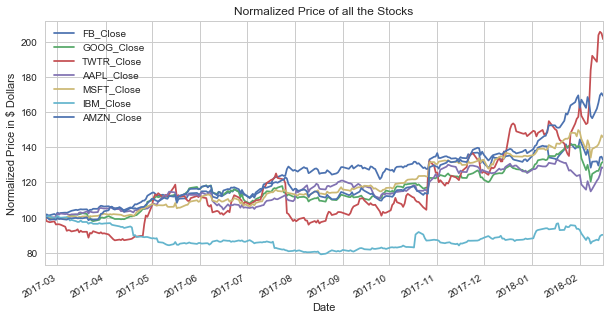 Normalized Price of all the Stocks
FB_Close
GOOG_Close
TWTR_Close
AAPL_Close
MSFT_Close
IBM_Close
AMZN_Close
Normalized Price in $ Dollars
200
180
160
140
120
100
80
2017-03
2017-04
2017-05
2017-06
2017-07
2017-08
2017-09
2017-10
2017-11
2017-12
2018-01
2018-02
Date